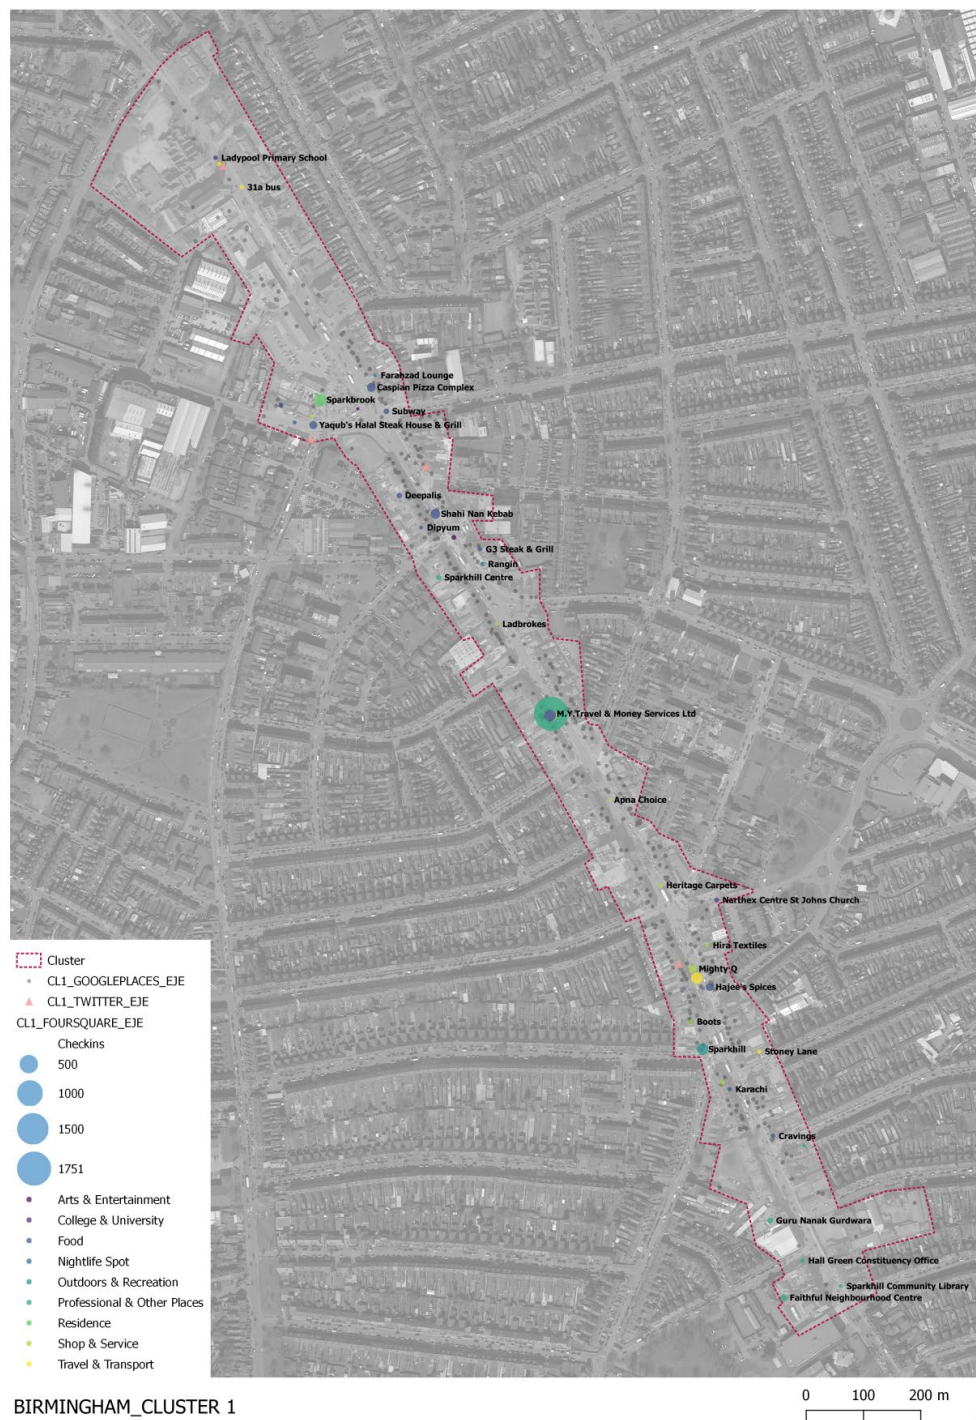 Ladypool Primary School
31a bus
Farahzad Lounge
Caspian Pizza Complex
Sparkbrook
Subway
Yaqub's Halal Steak House & Grill
Deepalis
Shahi Nan Kebab
Dipyum
G3 Steak & Grill
Rangin
Sparkhill Centre
Ladbrokes
M.Y.Travel & Money Services Ltd
Apna Choice
Heritage Carpets
Narthex Centre St Johns Church
Hira Textiles
Mighty Q
Hajee's Spices
Boots
Sparkhill
Stoney Lane
Karachi
Cravings
Guru Nanak Gurdwara
Hall Green Constituency Office
Sparkhill Community Library
Faithful Neighbourhood Centre
Cluster
CL1_GOOGLEPLACES_EJE
CL1_TWITTER_EJE
CL1_FOURSQUARE_EJE
Checkins
500
1000
1500
1751
Arts & Entertainment
College & University
Food
Nightlife Spot
Outdoors & Recreation
Professional & Other Places
Residence
Shop & Service
Travel & Transport
BIRMINGHAM_CLUSTER 1
0 100 200 m